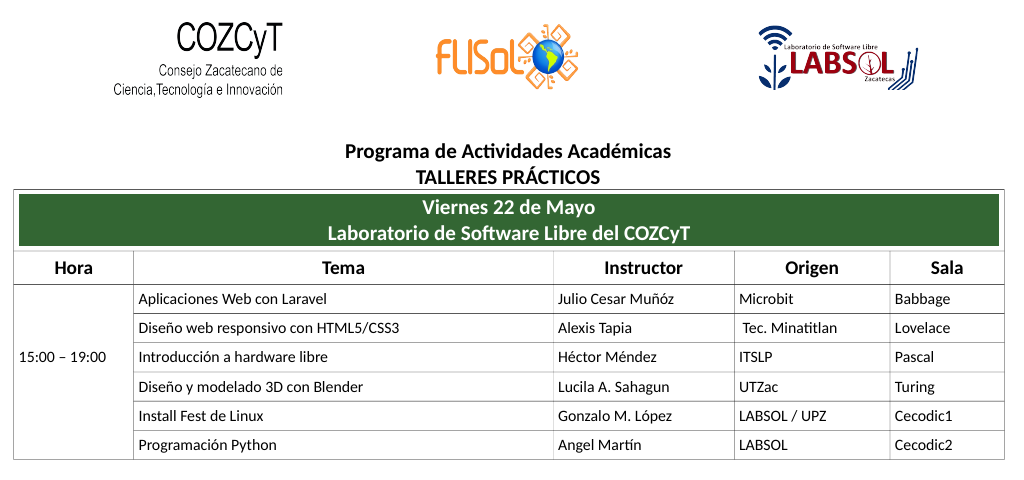 COZCyT
Consejo Zacatecano de
Ciencia,Tecnología e Innovación
FLISoL
Laboratorio de Software Libre
LABSOL
Zacatecas
Programa de Actividades Académicas
TALLERES PRÁCTICOS
Viernes 22 de Mayo
Laboratorio de Software Libre del COZCyT
Hora Tema Instructor Origen Sala
Aplicaciones Web con Laravel Julio Cesar Muñóz Microbit Babbage
Diseño web responsivo con HTML5/CSS3 Alexis Tapia Tec. Minatitlan Lovelace
15:00 – 19:00 Introducción a hardware libre Héctor Méndez ITSLP Pascal
Diseño y modelado 3D con Blender Lucila A. Sahagun UTZac Turing
Install Fest de Linux Gonzalo M. López LABSOL / UPZ Cecodic1
Programación Python Angel Martín LABSOL Cecodic2